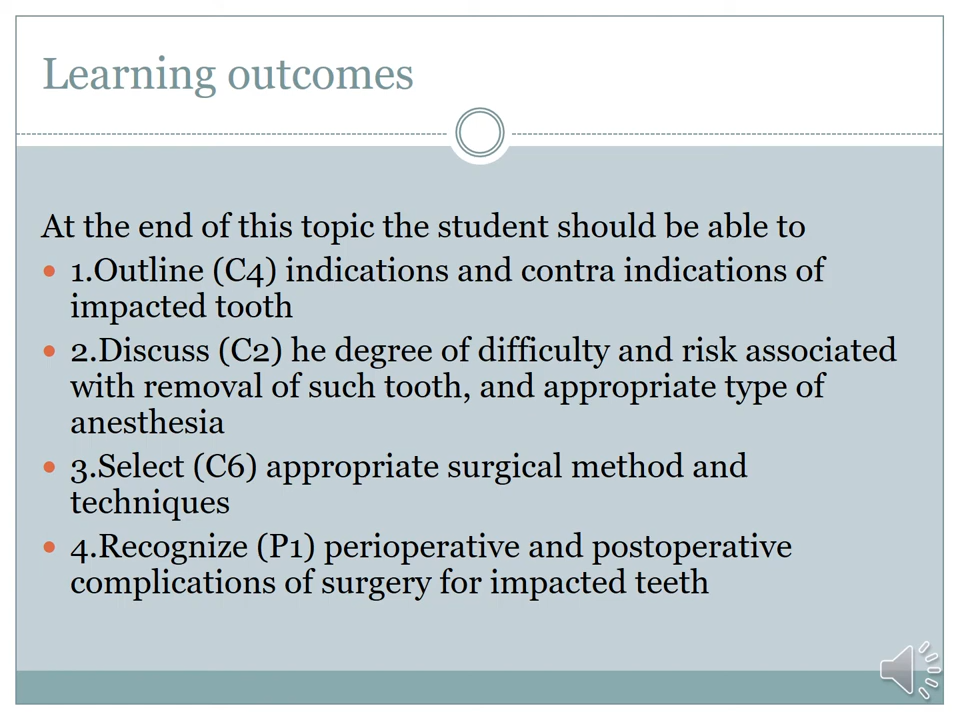 Learning outcomes
At the end of this topic the student should be able to
• 1.Outline (C4) indications and contra indications of
impacted tooth
• 2.Discuss (C2) he degree of difficulty and risk associated
with removal of such tooth, and appropriate type of
anesthesia
• 3.Select (C6) appropriate surgical method and
techniques
• 4.Recognize (P1) perioperative and postoperative
complications of surgery for impacted teeth